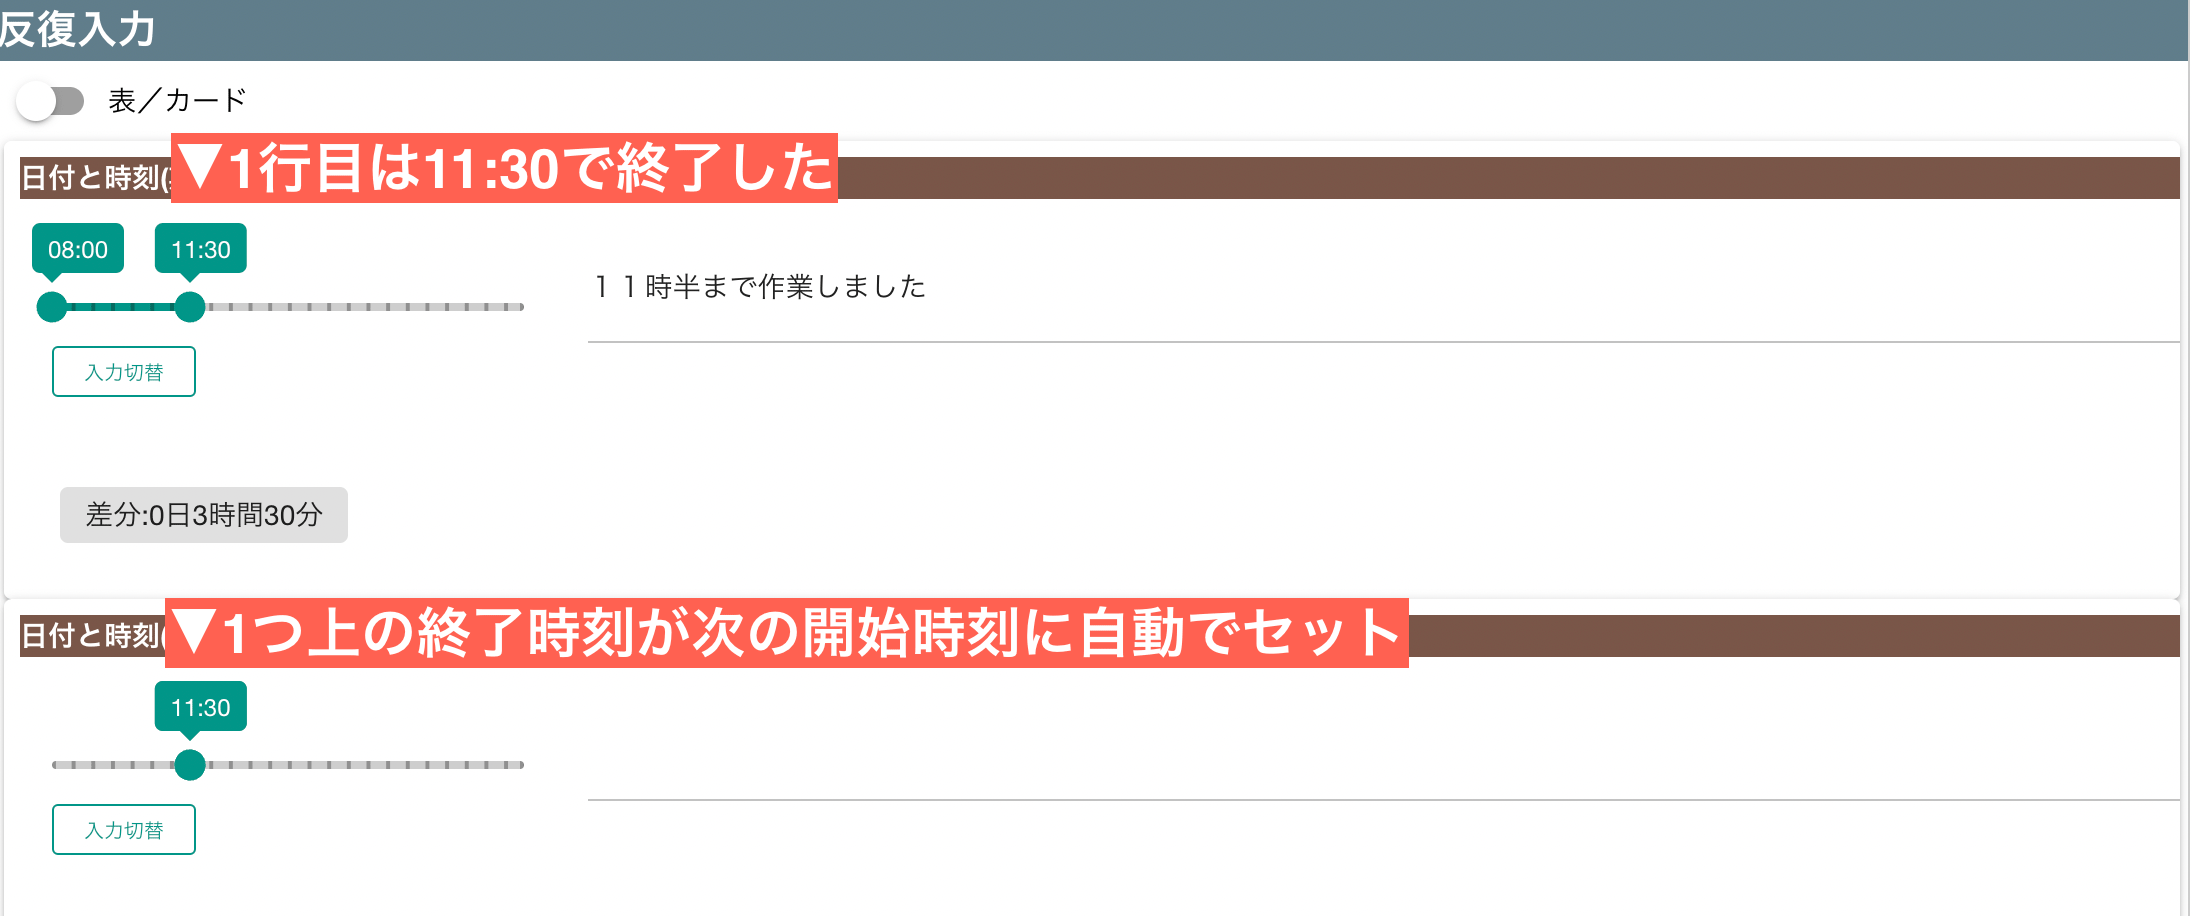 反復入力
表／カード
日付と時刻(
▼1行目は11:30で終了した
08:00
11:30
１１時半まで作業しました
入力切替
差分:0日3時間30分
日付と時刻(
▼1つ上の終了時刻が次の開始時刻に自動でセット
11:30
入力切替